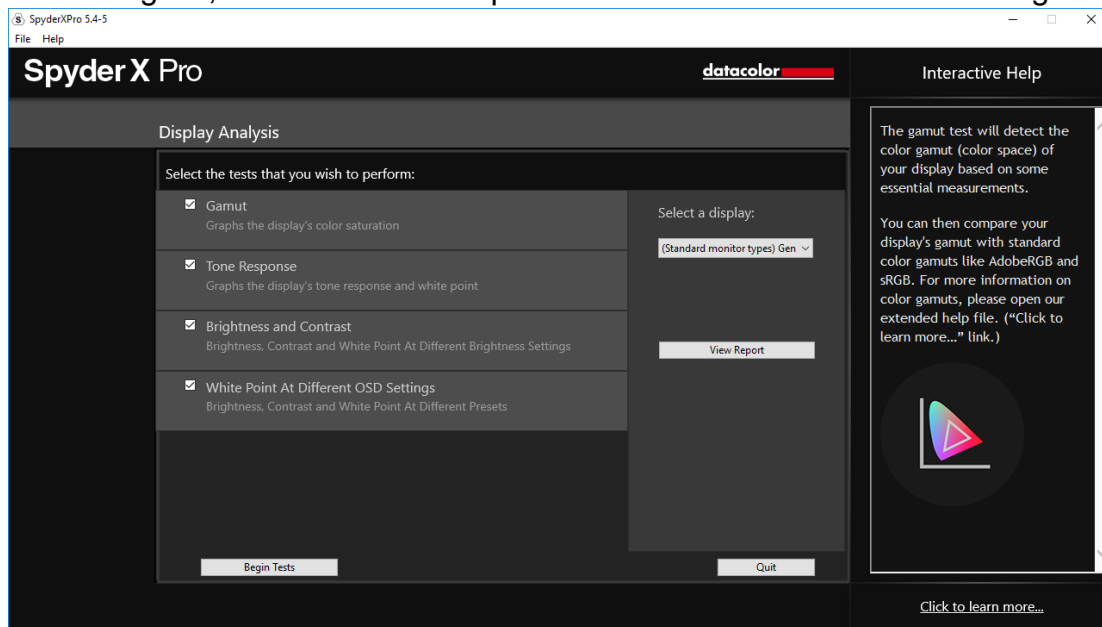 SpyderXPro 5.4-5
File Help
Spyder X Pro
datacolor
Interactive Help
Display Analysis
Select the tests that you wish to perform:
Gamut
Graphs the display's color saturation
Tone Response
Graphs the display's tone response and white point
Brightness and Contrast
Brightness, Contrast and White Point At Different Brightness Settings
White Point At Different OSD Settings
Brightness, Contrast and White Point At Different Presets
Begin Tests
Select a display:
(Standard monitor types) Gen
View Report
Quit
The gamut test will detect the
color gamut (color space) of
your display based on some
essential measurements.
You can then compare your
display's gamut with standard
color gamuts like AdobeRGB and
sRGB. For more information on
color gamuts, please open our
extended help file. (“Click to
learn more...” link.)
Click to learn more...